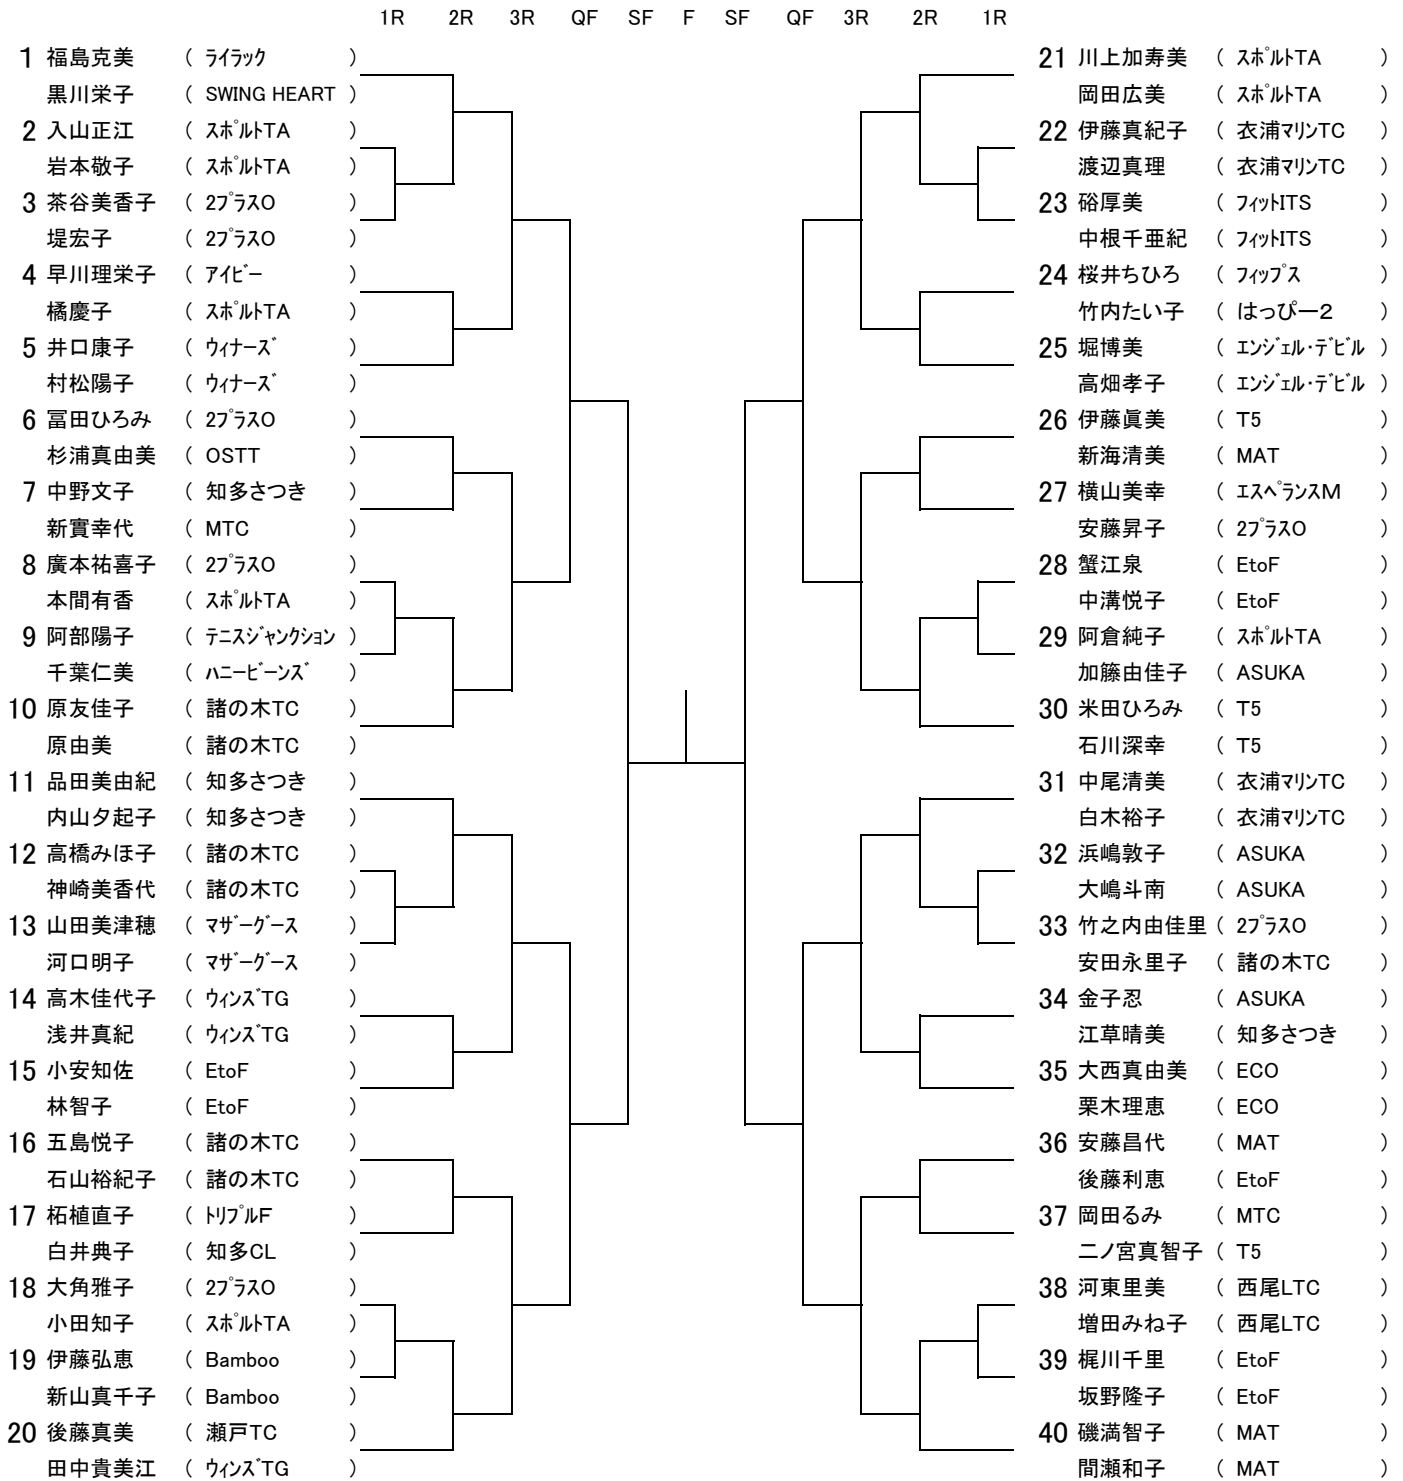 1R 2R 3R QF SF F SF QF 3R 2R 1R
1 福島克美 ( ライラック )
黒川栄子 ( SWING HEART )
2 入山正江 ( スポルトTA )
岩本敬子 ( スポルトTA )
3 茶谷美香子 ( 2プラスO )
堤宏子 ( 2プラスO )
4 早川理栄子 ( アイビー )
橘慶子 ( スポルトTA )
5 井口康子 ( ウィナーズ )
村松陽子 ( ウィナーズ )
6 冨田ひろみ ( 2プラスO )
杉浦真由美 ( OSTT )
7 中野文子 ( 知多さつき )
新實幸代 ( MTC )
8 廣本祐喜子 ( 2プラスO )
本間有香 ( スポルトTA )
9 阿部陽子 ( テニスジャンクション )
千葉仁美 ( ハニービーンズ )
10 原友佳子 ( 諸の木TC )
原由美 ( 諸の木TC )
11 品田美由紀 ( 知多さつき )
内山夕起子 ( 知多さつき )
12 高橋みほ子 ( 諸の木TC )
神崎美香代 ( 諸の木TC )
13 山田美津穂 ( マザーグース )
河口明子 ( マザーグース )
14 高木佳代子 ( ウィンズTG )
浅井真紀 ( ウィンズTG )
15 小安知佐 ( EtoF )
林智子 ( EtoF )
16 五島悦子 ( 諸の木TC )
石山裕紀子 ( 諸の木TC )
17 柘植直子 ( トリプルF )
白井典子 ( 知多CL )
18 大角雅子 ( 2プラスO )
小田知子 ( スポルトTA )
19 伊藤弘恵 ( Bamboo )
新山真千子 ( Bamboo )
20 後藤真美 ( 瀬戸TC )
田中貴美江 ( ウィンズTG )
21 川上加寿美 ( スポルトTA )
岡田広美 ( スポルトTA )
22 伊藤真紀子 ( 衣浦マリンTC )
渡辺真理 ( 衣浦マリンTC )
23 硲厚美 ( フィットITS )
中根千亜紀 ( フィットITS )
24 桜井ちひろ ( フィップス )
竹内たい子 ( はっぴー2 )
25 堀博美 ( エンジェル・デビル )
高畑孝子 ( エンジェル・デビル )
26 伊藤眞美 ( T5 )
新海清美 ( MAT )
27 横山美幸 ( エスペランスM )
安藤昇子 ( 2プラスO )
28 蟹江泉 ( EtoF )
中溝悦子 ( EtoF )
29 阿倉純子 ( スポルトTA )
加籐由佳子 ( ASUKA )
30 米田ひろみ ( T5 )
石川深幸 ( T5 )
31 中尾清美 ( 衣浦マリンTC )
白木裕子 ( 衣浦マリンTC )
32 浜嶋敦子 ( ASUKA )
大嶋斗南 ( ASUKA )
33 竹之内由佳里 ( 2プラスO )
安田永里子 ( 諸の木TC )
34 金子忍 ( ASUKA )
江草晴美 ( 知多さつき )
35 大西真由美 ( ECO )
栗木理恵 ( ECO )
36 安藤昌代 ( MAT )
後藤利恵 ( EtoF )
37 岡田るみ ( MTC )
二ノ宮真智子 ( T5 )
38 河東里美 ( 西尾LTC )
増田みね子 ( 西尾LTC )
39 梶川千里 ( EtoF )
坂野隆子 ( EtoF )
40 磯満智子 ( MAT )
間瀬和子 ( MAT )